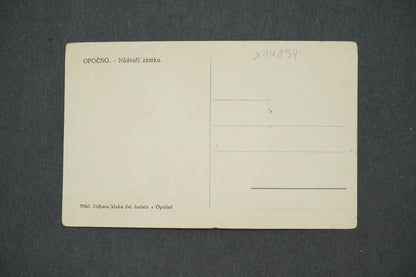 x14854
OPOČNO. - Nádvoří zámku.
Nákl. Odboru klubu čsl. turistů v Opočně.